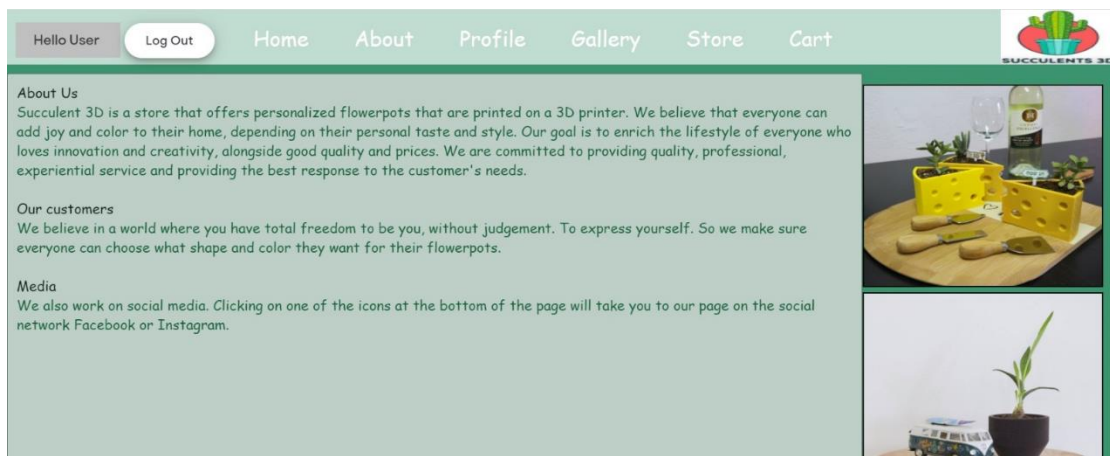 Hello User
Log Out
Home
About
Profile
Gallery
Store
Cart
SUCCULENTS 3D
About Us
Succulent 3D is a store that offers personalized flowerpots that are printed on a 3D printer. We believe that everyone can
add joy and color to their home, depending on their personal taste and style. Our goal is to enrich the lifestyle of everyone who
loves innovation and creativity, alongside good quality and prices. We are committed to providing quality, professional,
experiential service and providing the best response to the customer's needs.
Our customers
We believe in a world where you have total freedom to be you, without judgement. To express yourself. So we make sure
everyone can choose what shape and color they want for their flowerpots.
Media
We also work on social media. Clicking on one of the icons at the bottom of the page will take you to our page on the social
network Facebook or Instagram.